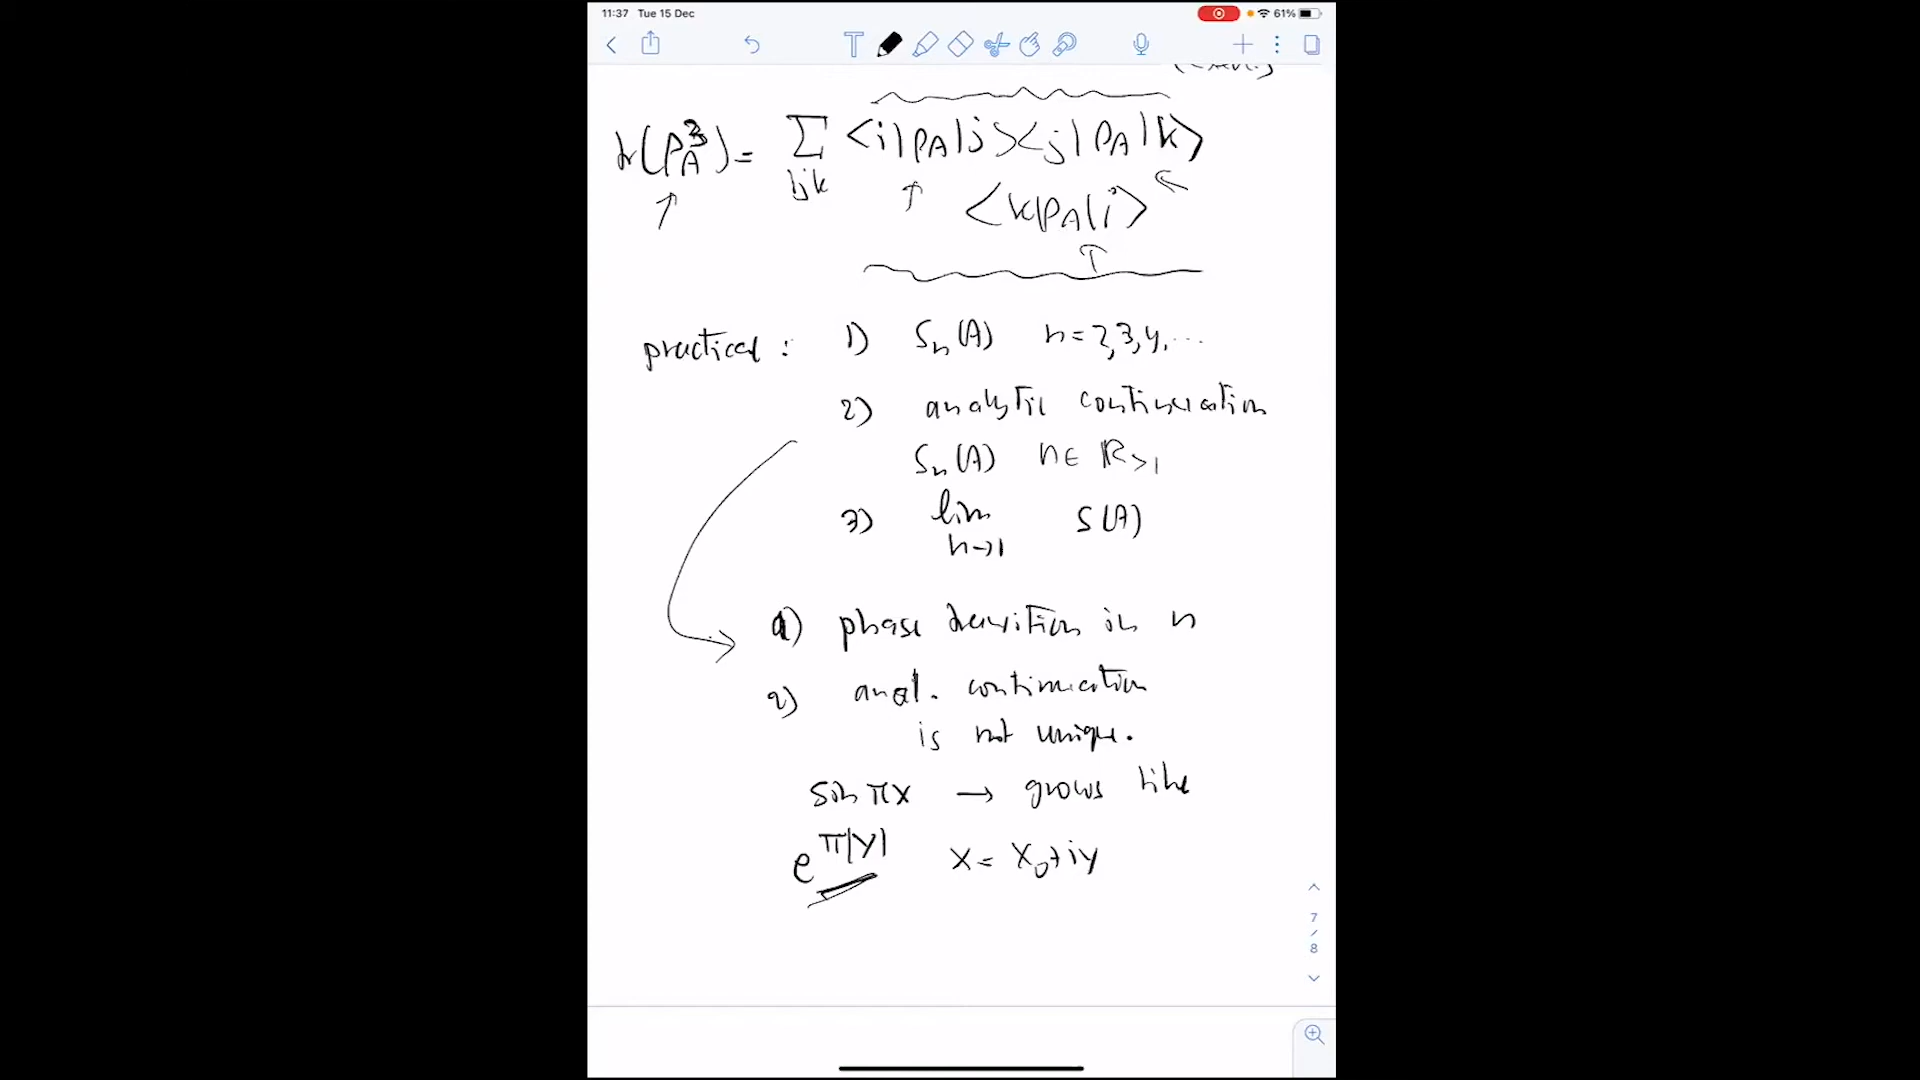 11:37 Tue 15 Dec 61%
tr(ρ_A^3) = Σ_{ijk} <i|ρ_A|j><j|ρ_A|k>
<k|ρ_A|i>
practical : 1) S_n(A) n=2,3,4,...
2) analytic continuation
S_n(A) n∈ ℝ_{>1}
3) lim_{n→1} S(A)
1) phase transition in n
2) anal. continuation
is not unique.
sin πx → grows like
e^{π|y|} x = x_0+iy
7
/
8